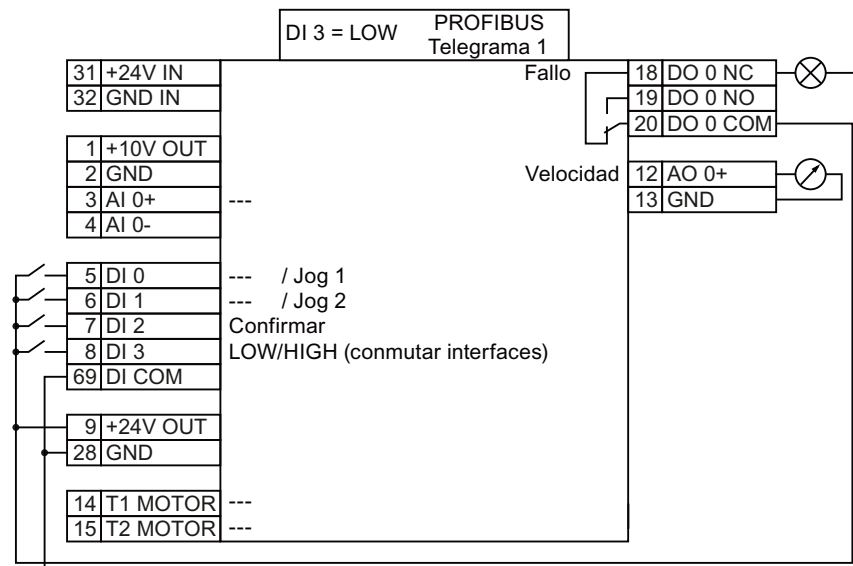 DI 3 = LOW PROFIBUS
Telegrama 1
31 +24V IN
32 GND IN
1 +10V OUT
2 GND
3 AI 0+ ---
4 AI 0-
5 DI 0 --- / Jog 1
6 DI 1 --- / Jog 2
7 DI 2 Confirmar
8 DI 3 LOW/HIGH (conmutar interfaces)
69 DI COM
9 +24V OUT
28 GND
14 T1 MOTOR ---
15 T2 MOTOR ---
Fallo 18 DO 0 NC
19 DO 0 NO
20 DO 0 COM
Velocidad 12 AO 0+
13 GND